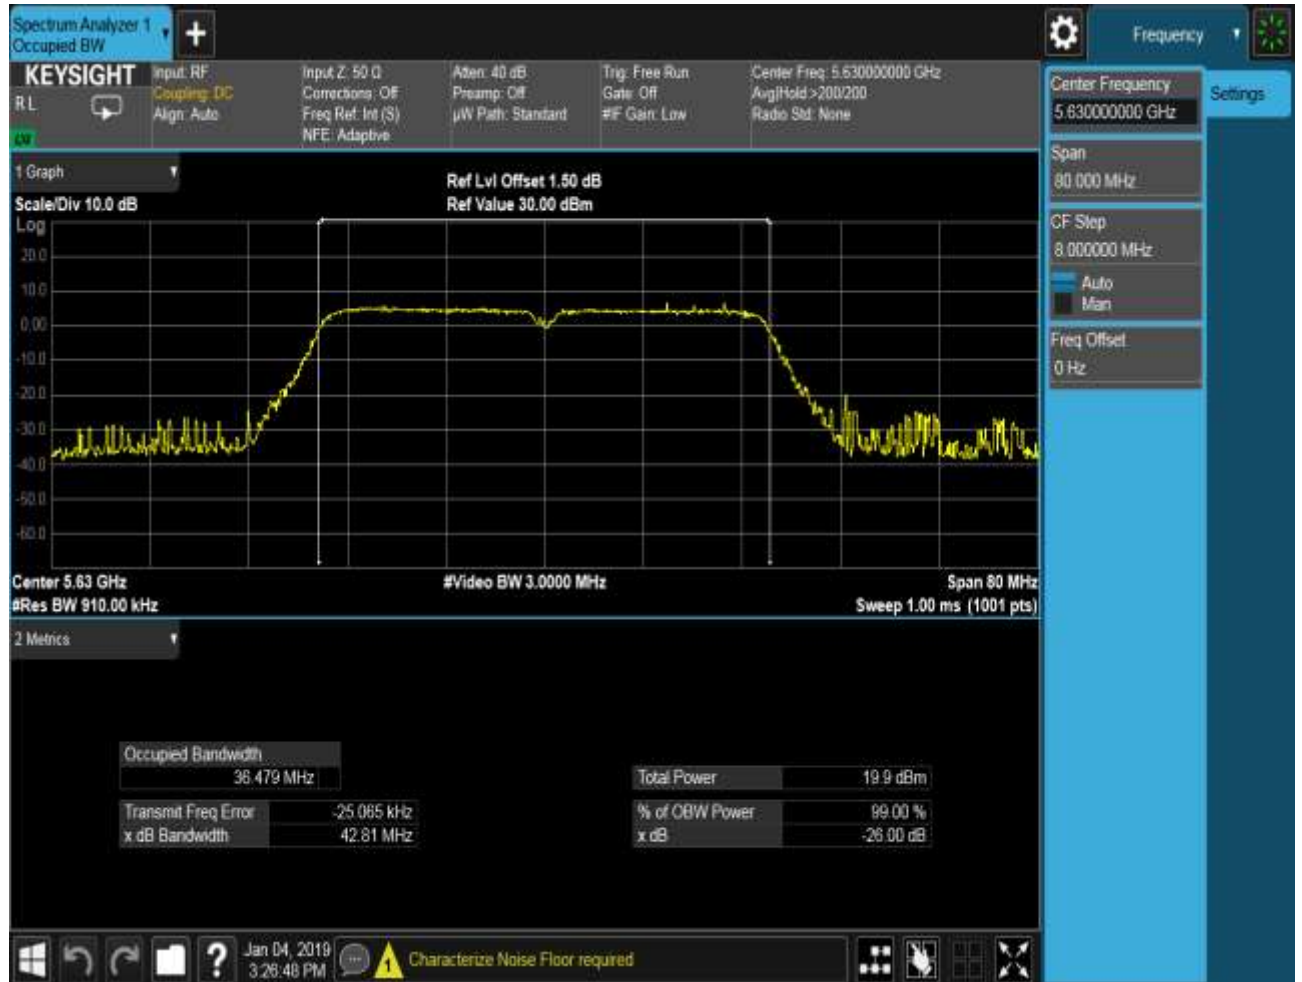 Spectrum Analyzer 1
Occupied BW
Frequency
KEYSIGHT
R L
LXI
Input: RF
Coupling: DC
Align: Auto
Input Z: 50 Ω
Corrections: Off
Freq Ref: Int (S)
NFE: Adaptive
Atten: 40 dB
Preamp: Off
µW Path: Standard
Trig: Free Run
Gate: Off
#IF Gain: Low
Center Freq: 5.630000000 GHz
Avg|Hold:>200/200
Radio Std: None
Center Frequency
5.630000000 GHz
Settings
Span
80.000 MHz
CF Step
8.000000 MHz
Auto
Man
Freq Offset
0 Hz
1 Graph
Scale/Div 10.0 dB
Ref Lvl Offset 1.50 dB
Ref Value 30.00 dBm
Log
20.0
10.0
0.00
-10.0
-20.0
-30.0
-40.0
-50.0
-60.0
Center 5.63 GHz
#Video BW 3.0000 MHz
Span 80 MHz
#Res BW 910.00 kHz
Sweep 1.00 ms (1001 pts)
2 Metrics
Occupied Bandwidth
36.479 MHz
Total Power 19.9 dBm
Transmit Freq Error -25.065 kHz
% of OBW Power 99.00 %
x dB Bandwidth 42.81 MHz
x dB -26.00 dB
?
Jan 04, 2019
3:26:48 PM
1
Characterize Noise Floor required